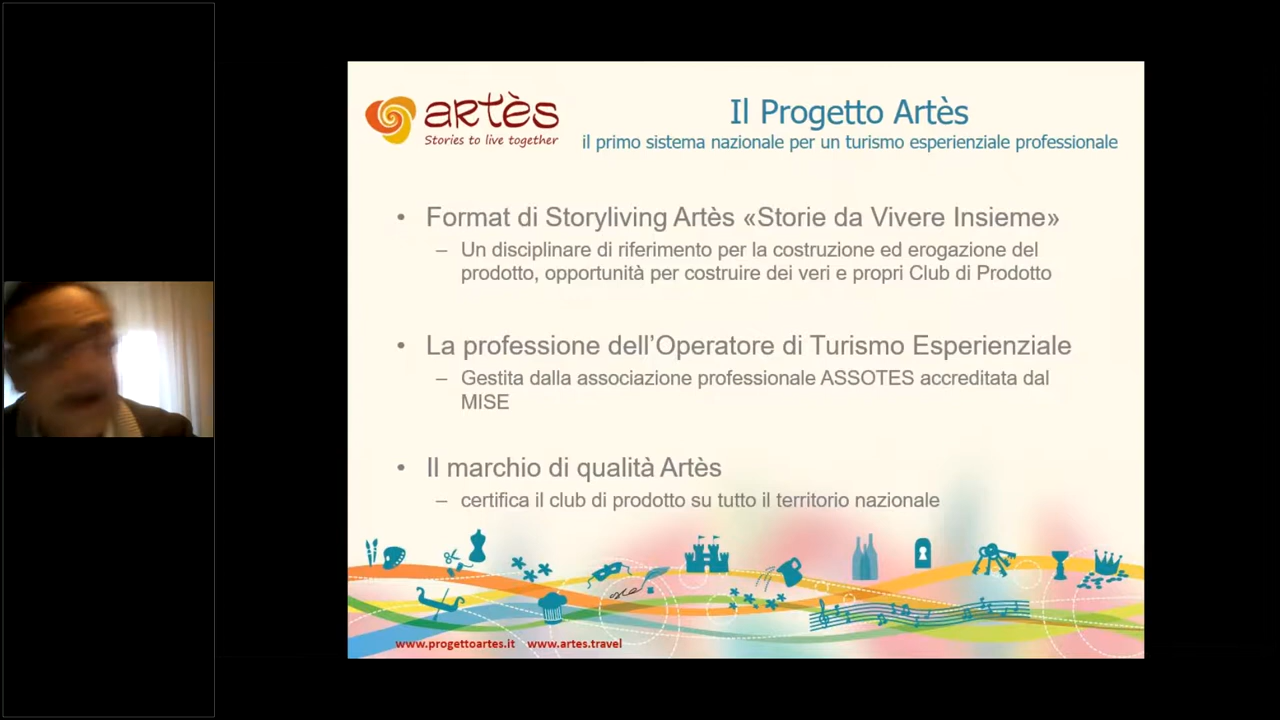 artès
Stories to live together
Il Progetto Artès
il primo sistema nazionale per un turismo esperienziale professionale
• Format di Storyliving Artès «Storie da Vivere Insieme»
– Un disciplinare di riferimento per la costruzione ed erogazione del
prodotto, opportunità per costruire dei veri e propri Club di Prodotto
• La professione dell’Operatore di Turismo Esperienziale
– Gestita dalla associazione professionale ASSOTES accreditata dal
MISE
• Il marchio di qualità Artès
– certifica il club di prodotto su tutto il territorio nazionale
www.progettoartes.it www.artes.travel